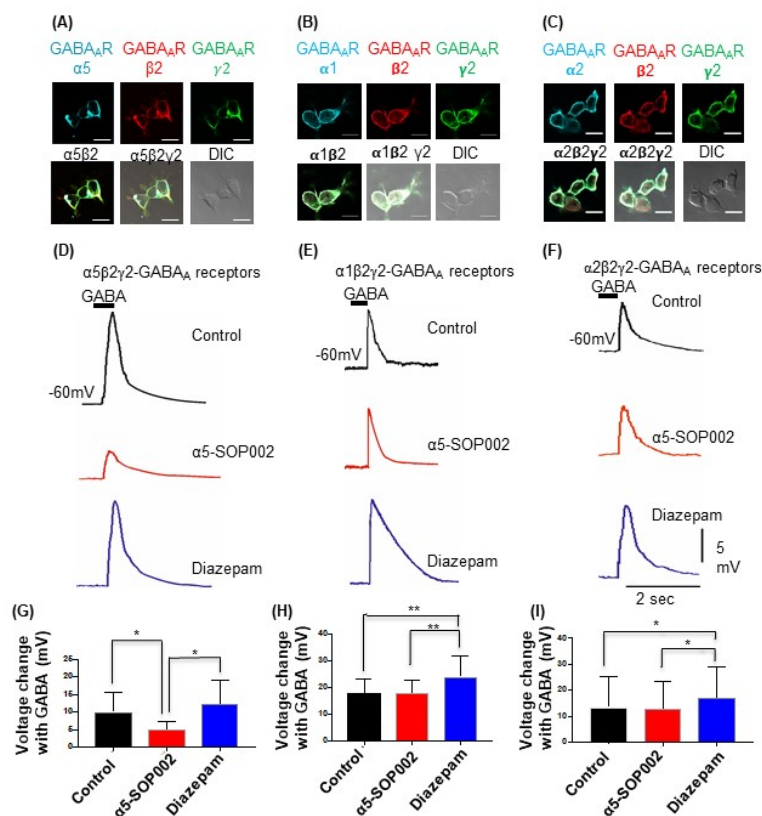 (A) (B) (C)
GABAAR GABAAR GABAAR
α5 β2 γ2
GABAAR GABAAR GABAAR
α1 β2 γ2
GABAAR GABAAR GABAAR
α2 β2 γ2
α5β2 α5β2γ2 DIC
α1β2 α1β2 γ2 DIC
α2β2γ2 α2β2γ2 DIC
(D)
α5β2γ2-GABAA receptors
GABA
Control
-60mV
α5-SOP002
Diazepam
(E)
α1β2γ2-GABAA receptors
GABA
Control
-60mV
α5-SOP002
Diazepam
(F)
α2β2γ2-GABAA receptors
GABA
Control
-60mV
α5-SOP002
Diazepam
5
mV
2 sec
(G)
Voltage change
with GABA (mV)
25
20
15
10
5
0
* *
Control
α5-SOP002
Diazepam
(H)
Voltage change
with GABA (mV)
40
30
20
10
0
**
**
Control
α5-SOP002
Diazepam
(I)
Voltage change
with GABA (mV)
40
30
20
10
0
*
*
Control
α5-SOP002
Diazepam